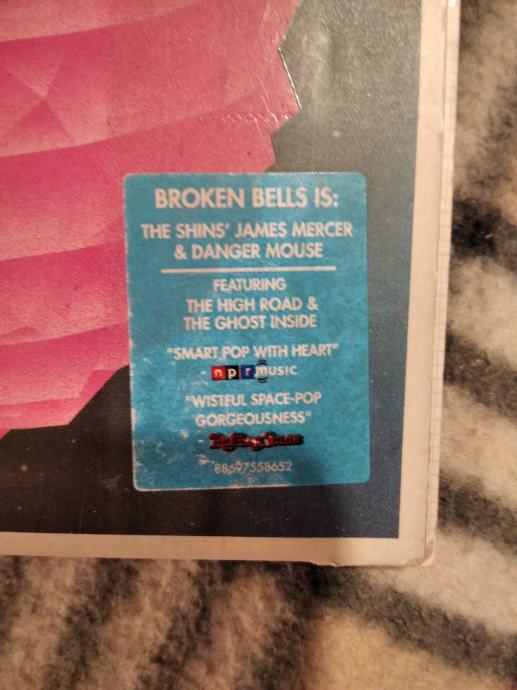 BROKEN BELLS IS:
THE SHINS' JAMES MERCER
& DANGER MOUSE
FEATURING
THE HIGH ROAD &
THE GHOST INSIDE
"SMART POP WITH HEART"
- npr music
"WISTFUL SPACE-POP
GORGEOUSNESS"
RollingStone
88697558652